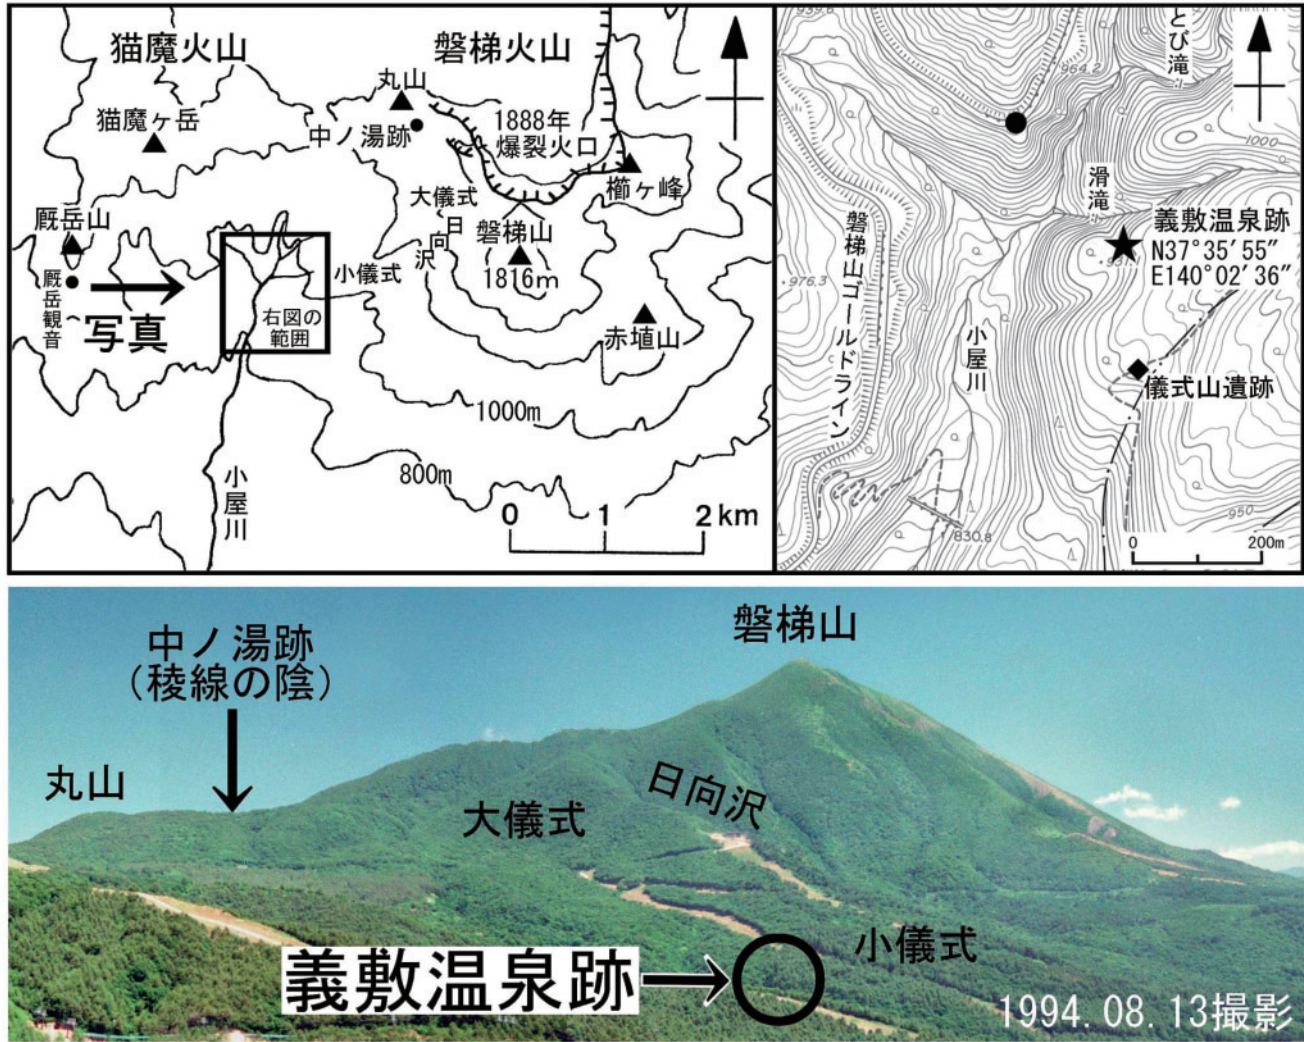 猫魔火山
磐梯火山
丸山
猫魔ヶ岳
中ノ湯跡
1888年
爆裂火口
櫛ヶ峰
大儀式
日向沢
磐梯山
1816m
厩岳山
厩岳観音
写真
小儀式
右図の
範囲
赤埴山
1000m
800m
小屋川
0 1 2km
939.6
964.2
とび滝
1000
滑滝
義敷温泉跡
N37°35′55″
E140°02′36″
976.3
磐梯山ゴールドライン
小屋川
儀式山遺跡
950
830.8
0 200m
磐梯山
中ノ湯跡
(稜線の陰)
丸山
日向沢
大儀式
小儀式
義敷温泉跡
1994.08.13撮影